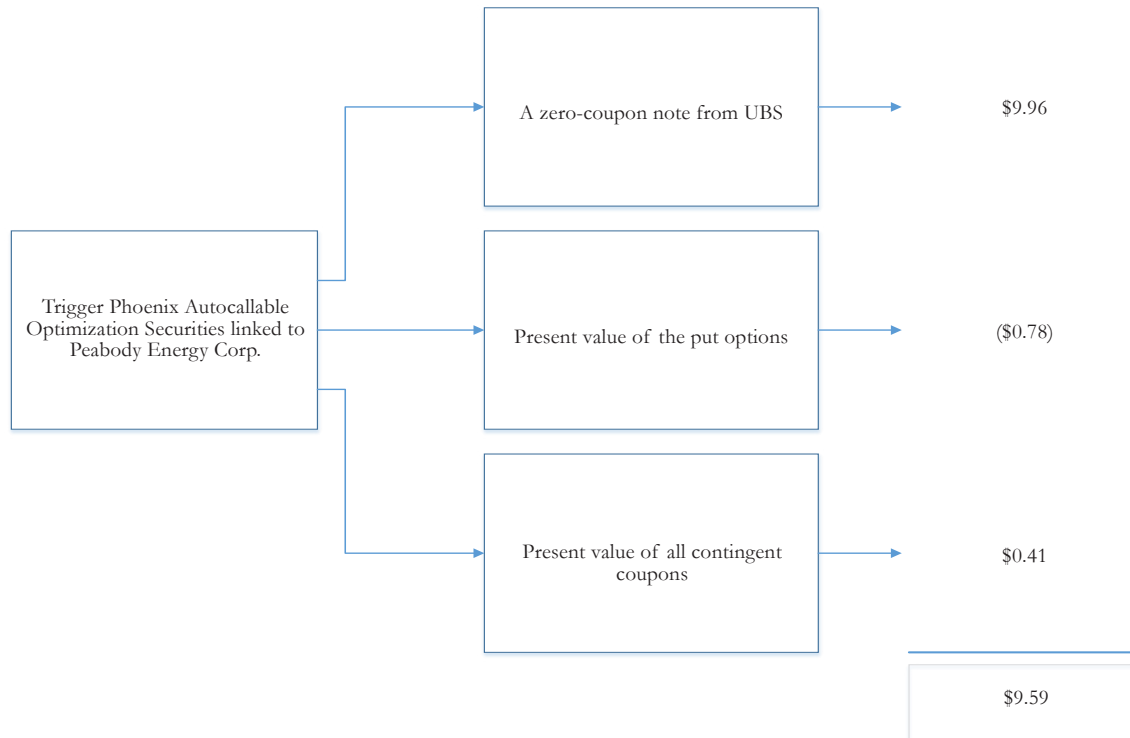 A zero-coupon note from UBS
$9.96
Trigger Phoenix Autocallable
Optimization Securities linked to
Peabody Energy Corp.
Present value of the put options
($0.78)
Present value of all contingent
coupons
$0.41
$9.59